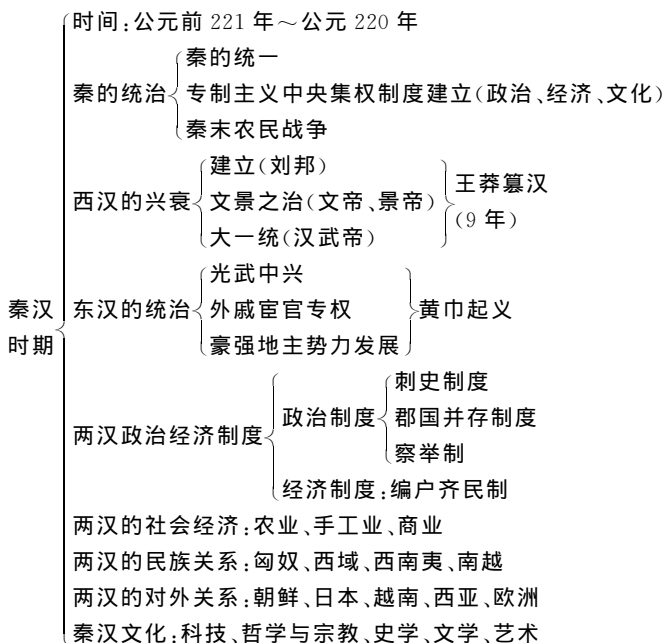 时间:公元前 221 年～公元 220 年
秦的统一
秦的统治
专制主义中央集权制度建立(政治、经济、文化)
秦末农民战争
建立(刘邦)
西汉的兴衰
文景之治(文帝、景帝)
大一统(汉武帝)
王莽篡汉
(9 年)
光武中兴
东汉的统治
外戚宦官专权
豪强地主势力发展
黄巾起义
秦汉
时期
刺史制度
政治制度
郡国并存制度
察举制
两汉政治经济制度
经济制度:编户齐民制
两汉的社会经济:农业、手工业、商业
两汉的民族关系:匈奴、西域、西南夷、南越
两汉的对外关系:朝鲜、日本、越南、西亚、欧洲
秦汉文化:科技、哲学与宗教、史学、文学、艺术